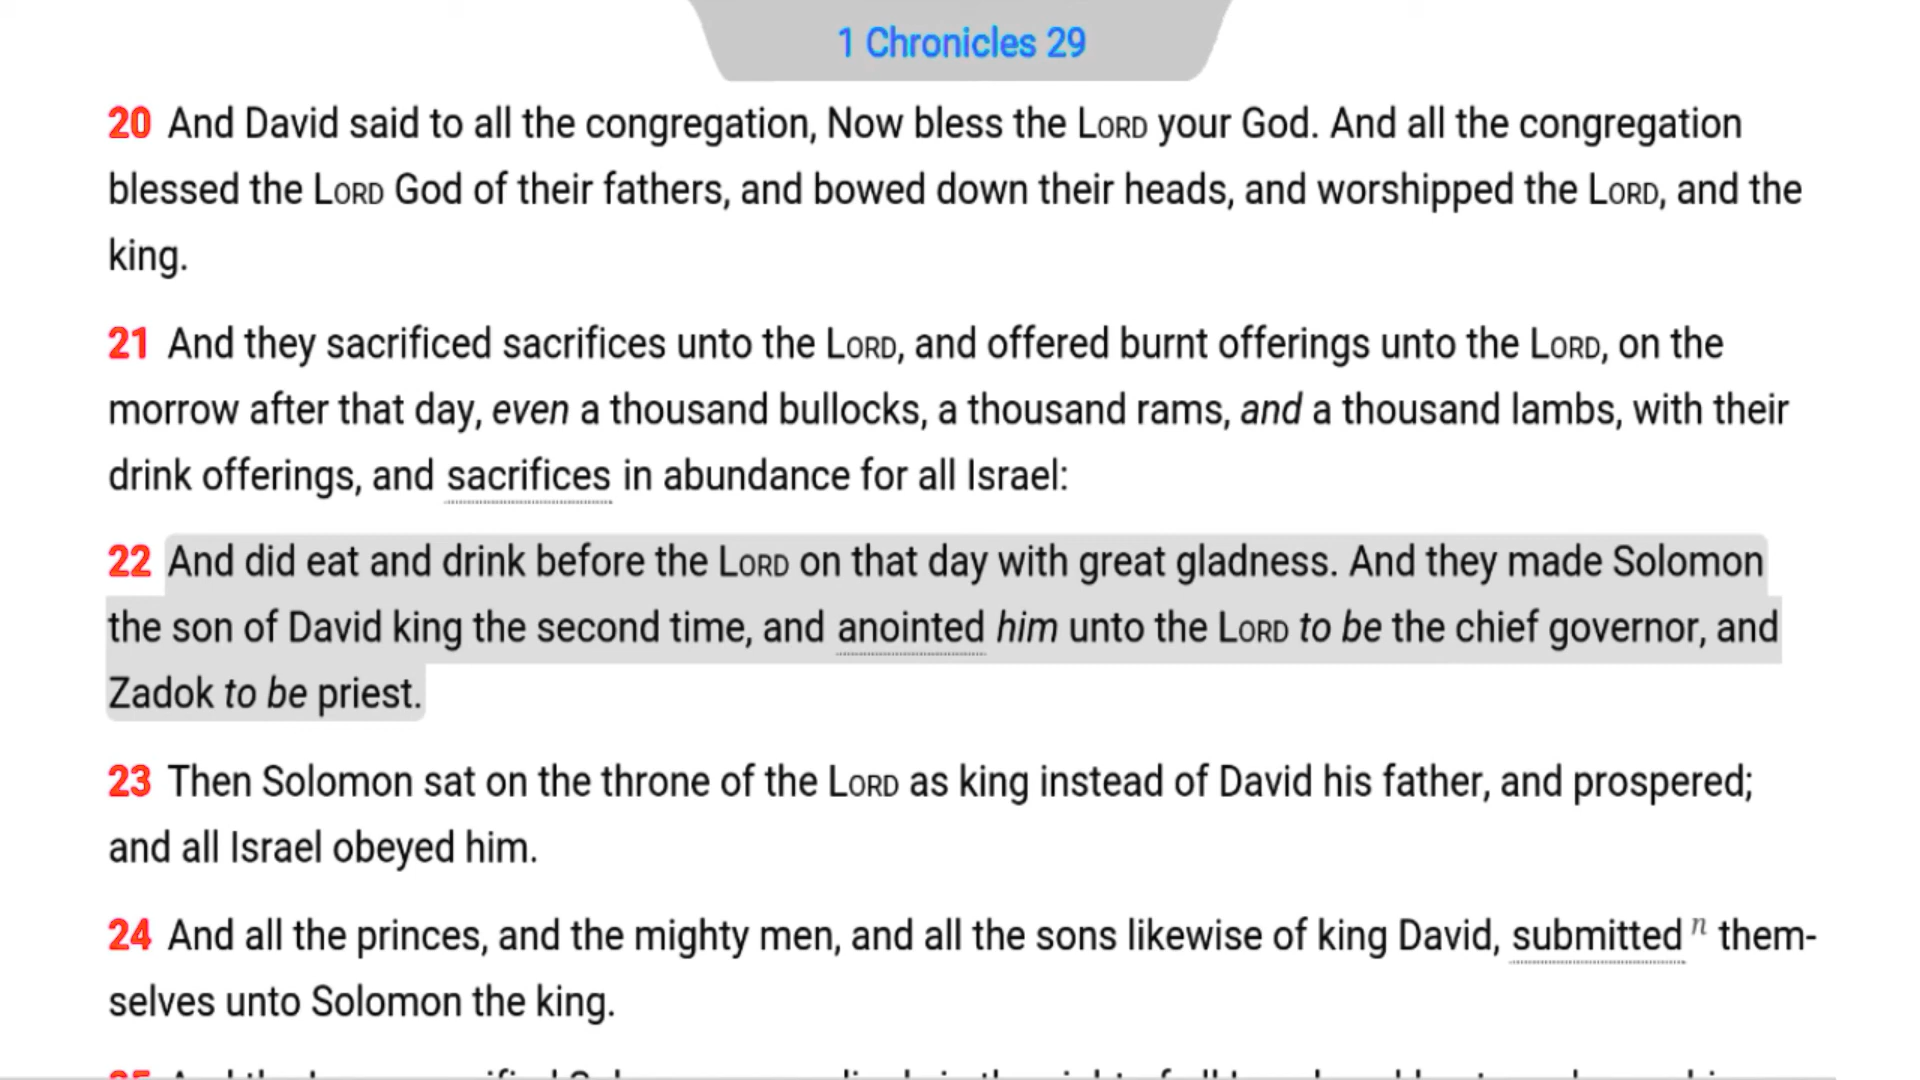 1 Chronicles 29
20 And David said to all the congregation, Now bless the LORD your God. And all the congregation
blessed the LORD God of their fathers, and bowed down their heads, and worshipped the LORD, and the
king.
21 And they sacrificed sacrifices unto the LORD, and offered burnt offerings unto the LORD, on the
morrow after that day, even a thousand bullocks, a thousand rams, and a thousand lambs, with their
drink offerings, and sacrifices in abundance for all Israel:
22 And did eat and drink before the LORD on that day with great gladness. And they made Solomon
the son of David king the second time, and anointed him unto the LORD to be the chief governor, and
Zadok to be priest.
23 Then Solomon sat on the throne of the LORD as king instead of David his father, and prospered;
and all Israel obeyed him.
24 And all the princes, and the mighty men, and all the sons likewise of king David, submitted n them-
selves unto Solomon the king.